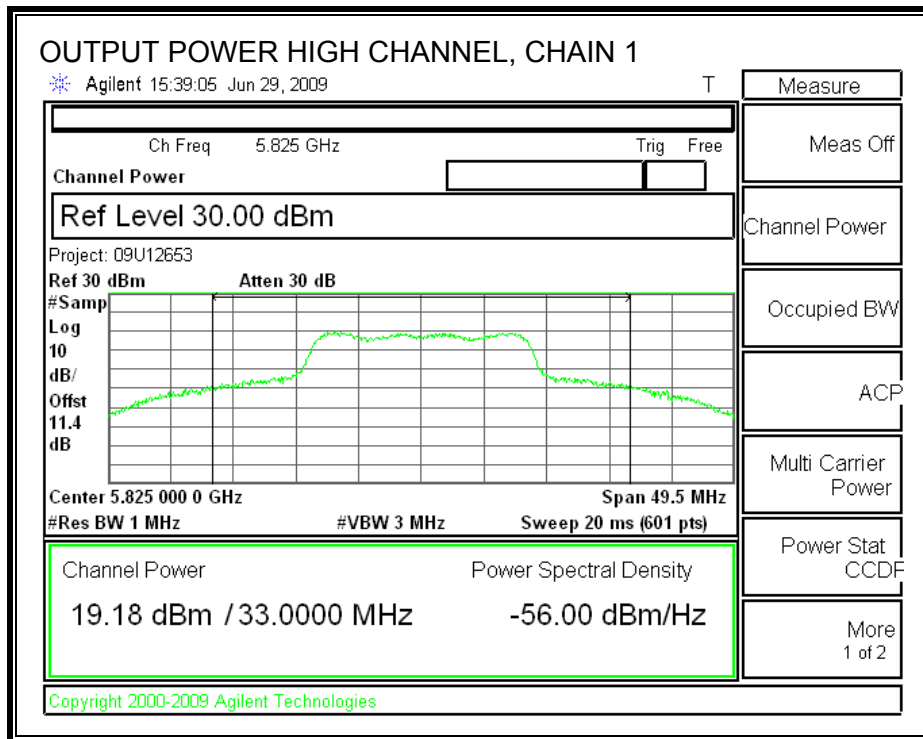 OUTPUT POWER HIGH CHANNEL, CHAIN 1
Agilent 15:39:05 Jun 29, 2009 T
Measure
Ch Freq 5.825 GHz Trig Free
Meas Off
Channel Power
Ref Level 30.00 dBm
Channel Power
Project: 09U12653
Ref 30 dBm Atten 30 dB
#Samp
Log
10
dB/
Offst
11.4
dB
Occupied BW
ACP
Multi Carrier
Power
Center 5.825 000 0 GHz Span 49.5 MHz
#Res BW 1 MHz #VBW 3 MHz Sweep 20 ms (601 pts)
Power Stat
CCDF
Channel Power Power Spectral Density
19.18 dBm / 33.0000 MHz -56.00 dBm/Hz
More
1 of 2
Copyright 2000-2009 Agilent Technologies